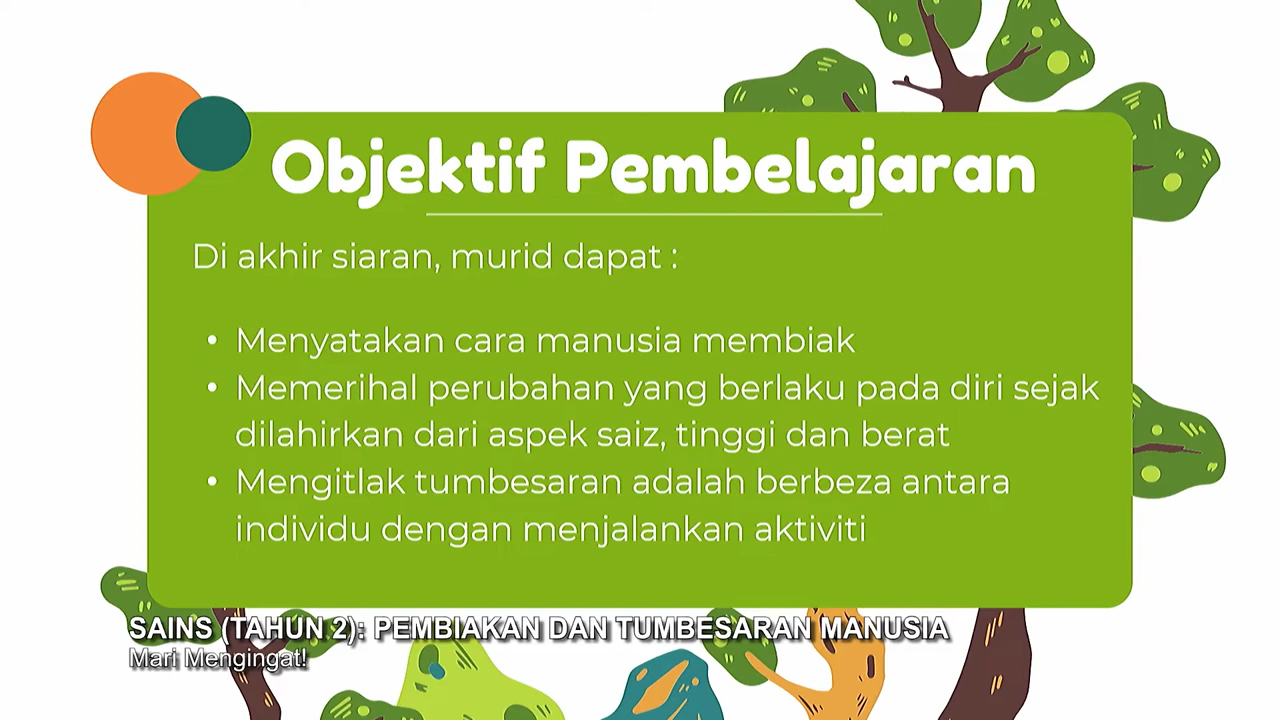 Objektif Pembelajaran
Di akhir siaran, murid dapat :
• Menyatakan cara manusia membiak
• Memerihal perubahan yang berlaku pada diri sejak
dilahirkan dari aspek saiz, tinggi dan berat
• Mengitlak tumbesaran adalah berbeza antara
individu dengan menjalankan aktiviti
SAINS (TAHUN 2): PEMBIAKAN DAN TUMBESARAN MANUSIA
Mari Mengingat!